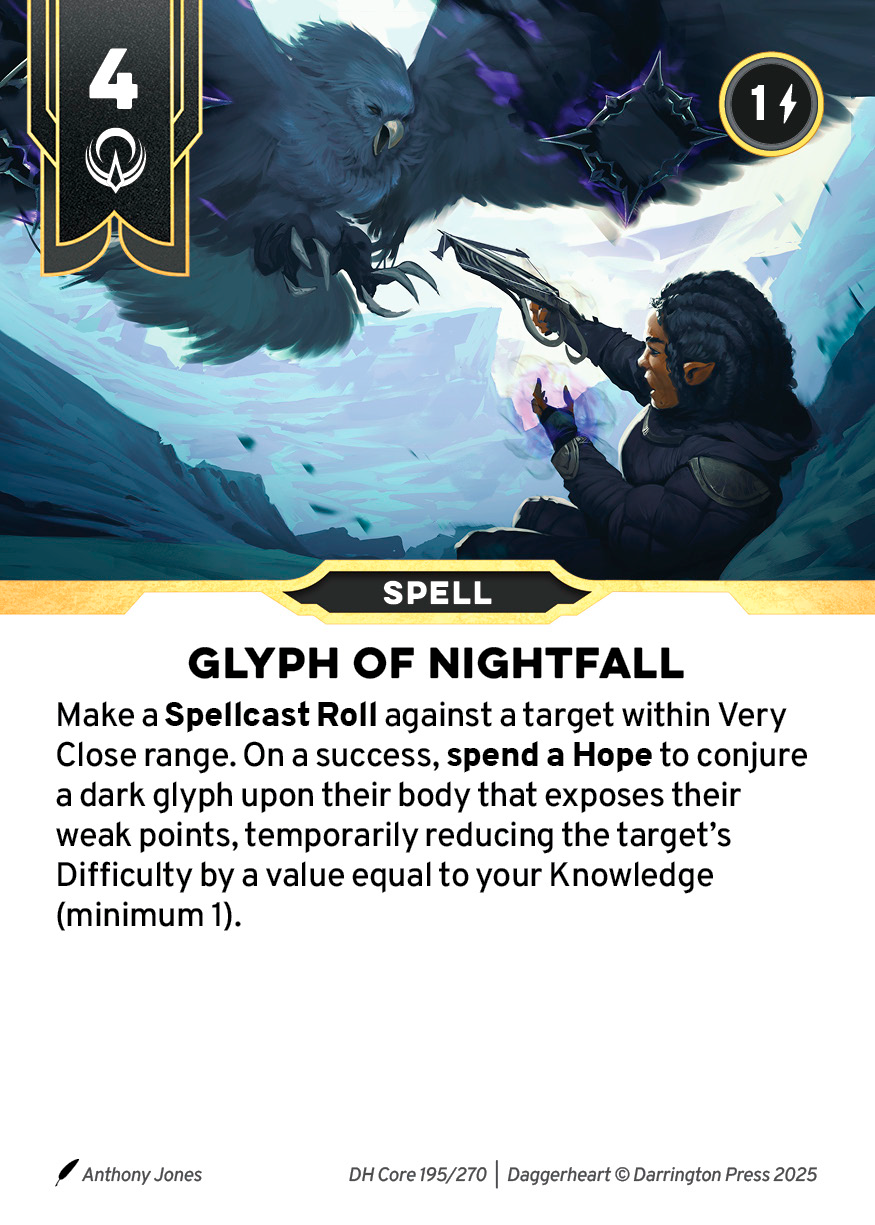 4
1
SPELL
GLYPH OF NIGHTFALL
Make a Spellcast Roll against a target within Very
Close range. On a success, spend a Hope to conjure
a dark glyph upon their body that exposes their
weak points, temporarily reducing the target's
Difficulty by a value equal to your Knowledge
(minimum 1).
Anthony Jones
DH Core 195/270 | Daggerheart © Darrington Press 2025